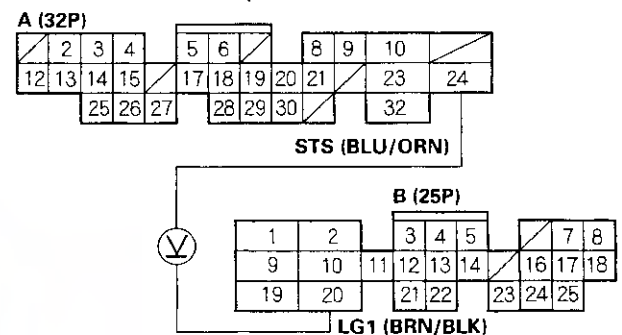 A (32P)
2 3 4 5 6 8 9 10
12 13 14 15 17 18 19 20 21 23 24
25 26 27 28 29 30 32
STS (BLU/ORN)
B (25P)
V
1 2 3 4 5 7 8
9 10 11 12 13 14 16 17 18
19 20 21 22 23 24 25
LG1 (BRN/BLK)